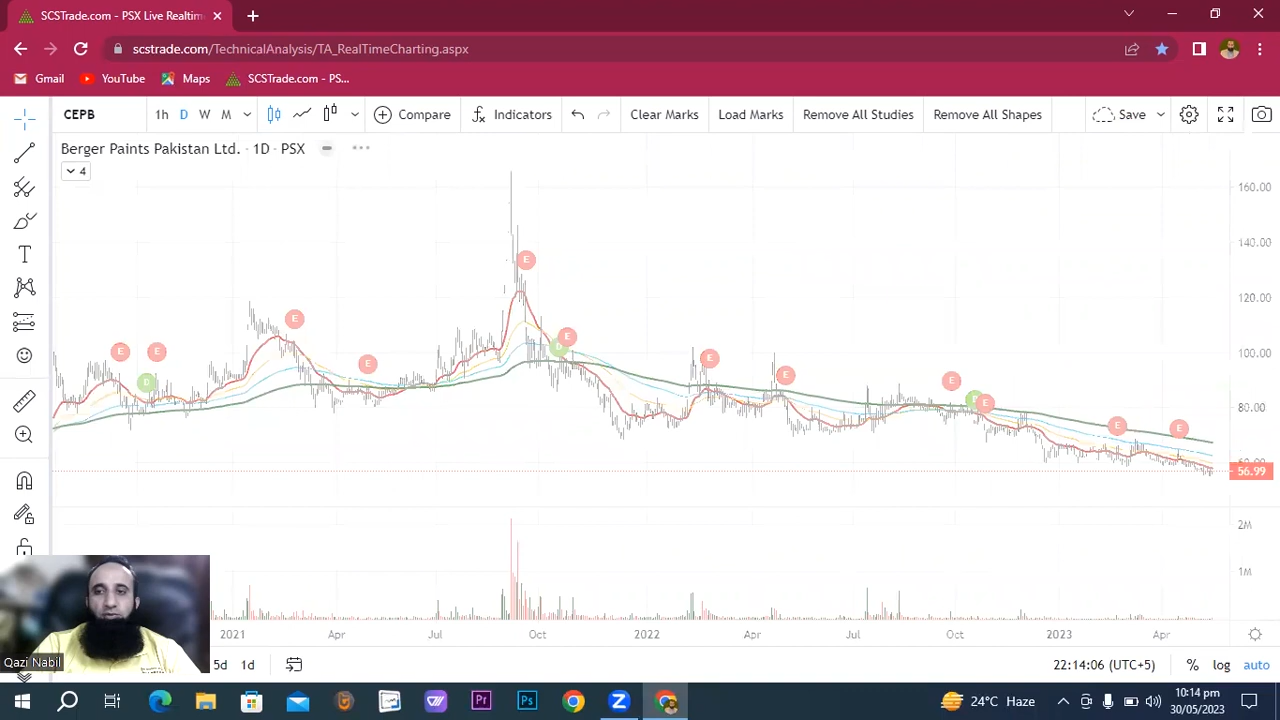 SCSTrade.com - PSX Live Realtim
scstrade.com/TechnicalAnalysis/TA_RealTimeCharting.aspx
Gmail YouTube Maps SCSTrade.com - PS...
CEPB 1h D W M Compare Indicators Clear Marks Load Marks Remove All Studies Remove All Shapes Save
Berger Paints Pakistan Ltd. · 1D · PSX
4
160.00
140.00
120.00
100.00
80.00
60.00
56.99
E E D E E E E D E E E D E E E
2M
1M
2021 Apr Jul Oct 2022 Apr Jul Oct 2023 Apr
Qazi Nabil
5d 1d 22:14:06 (UTC+5) % log auto
T
24°C Haze
10:14 pm
30/05/2023
Pr Ps